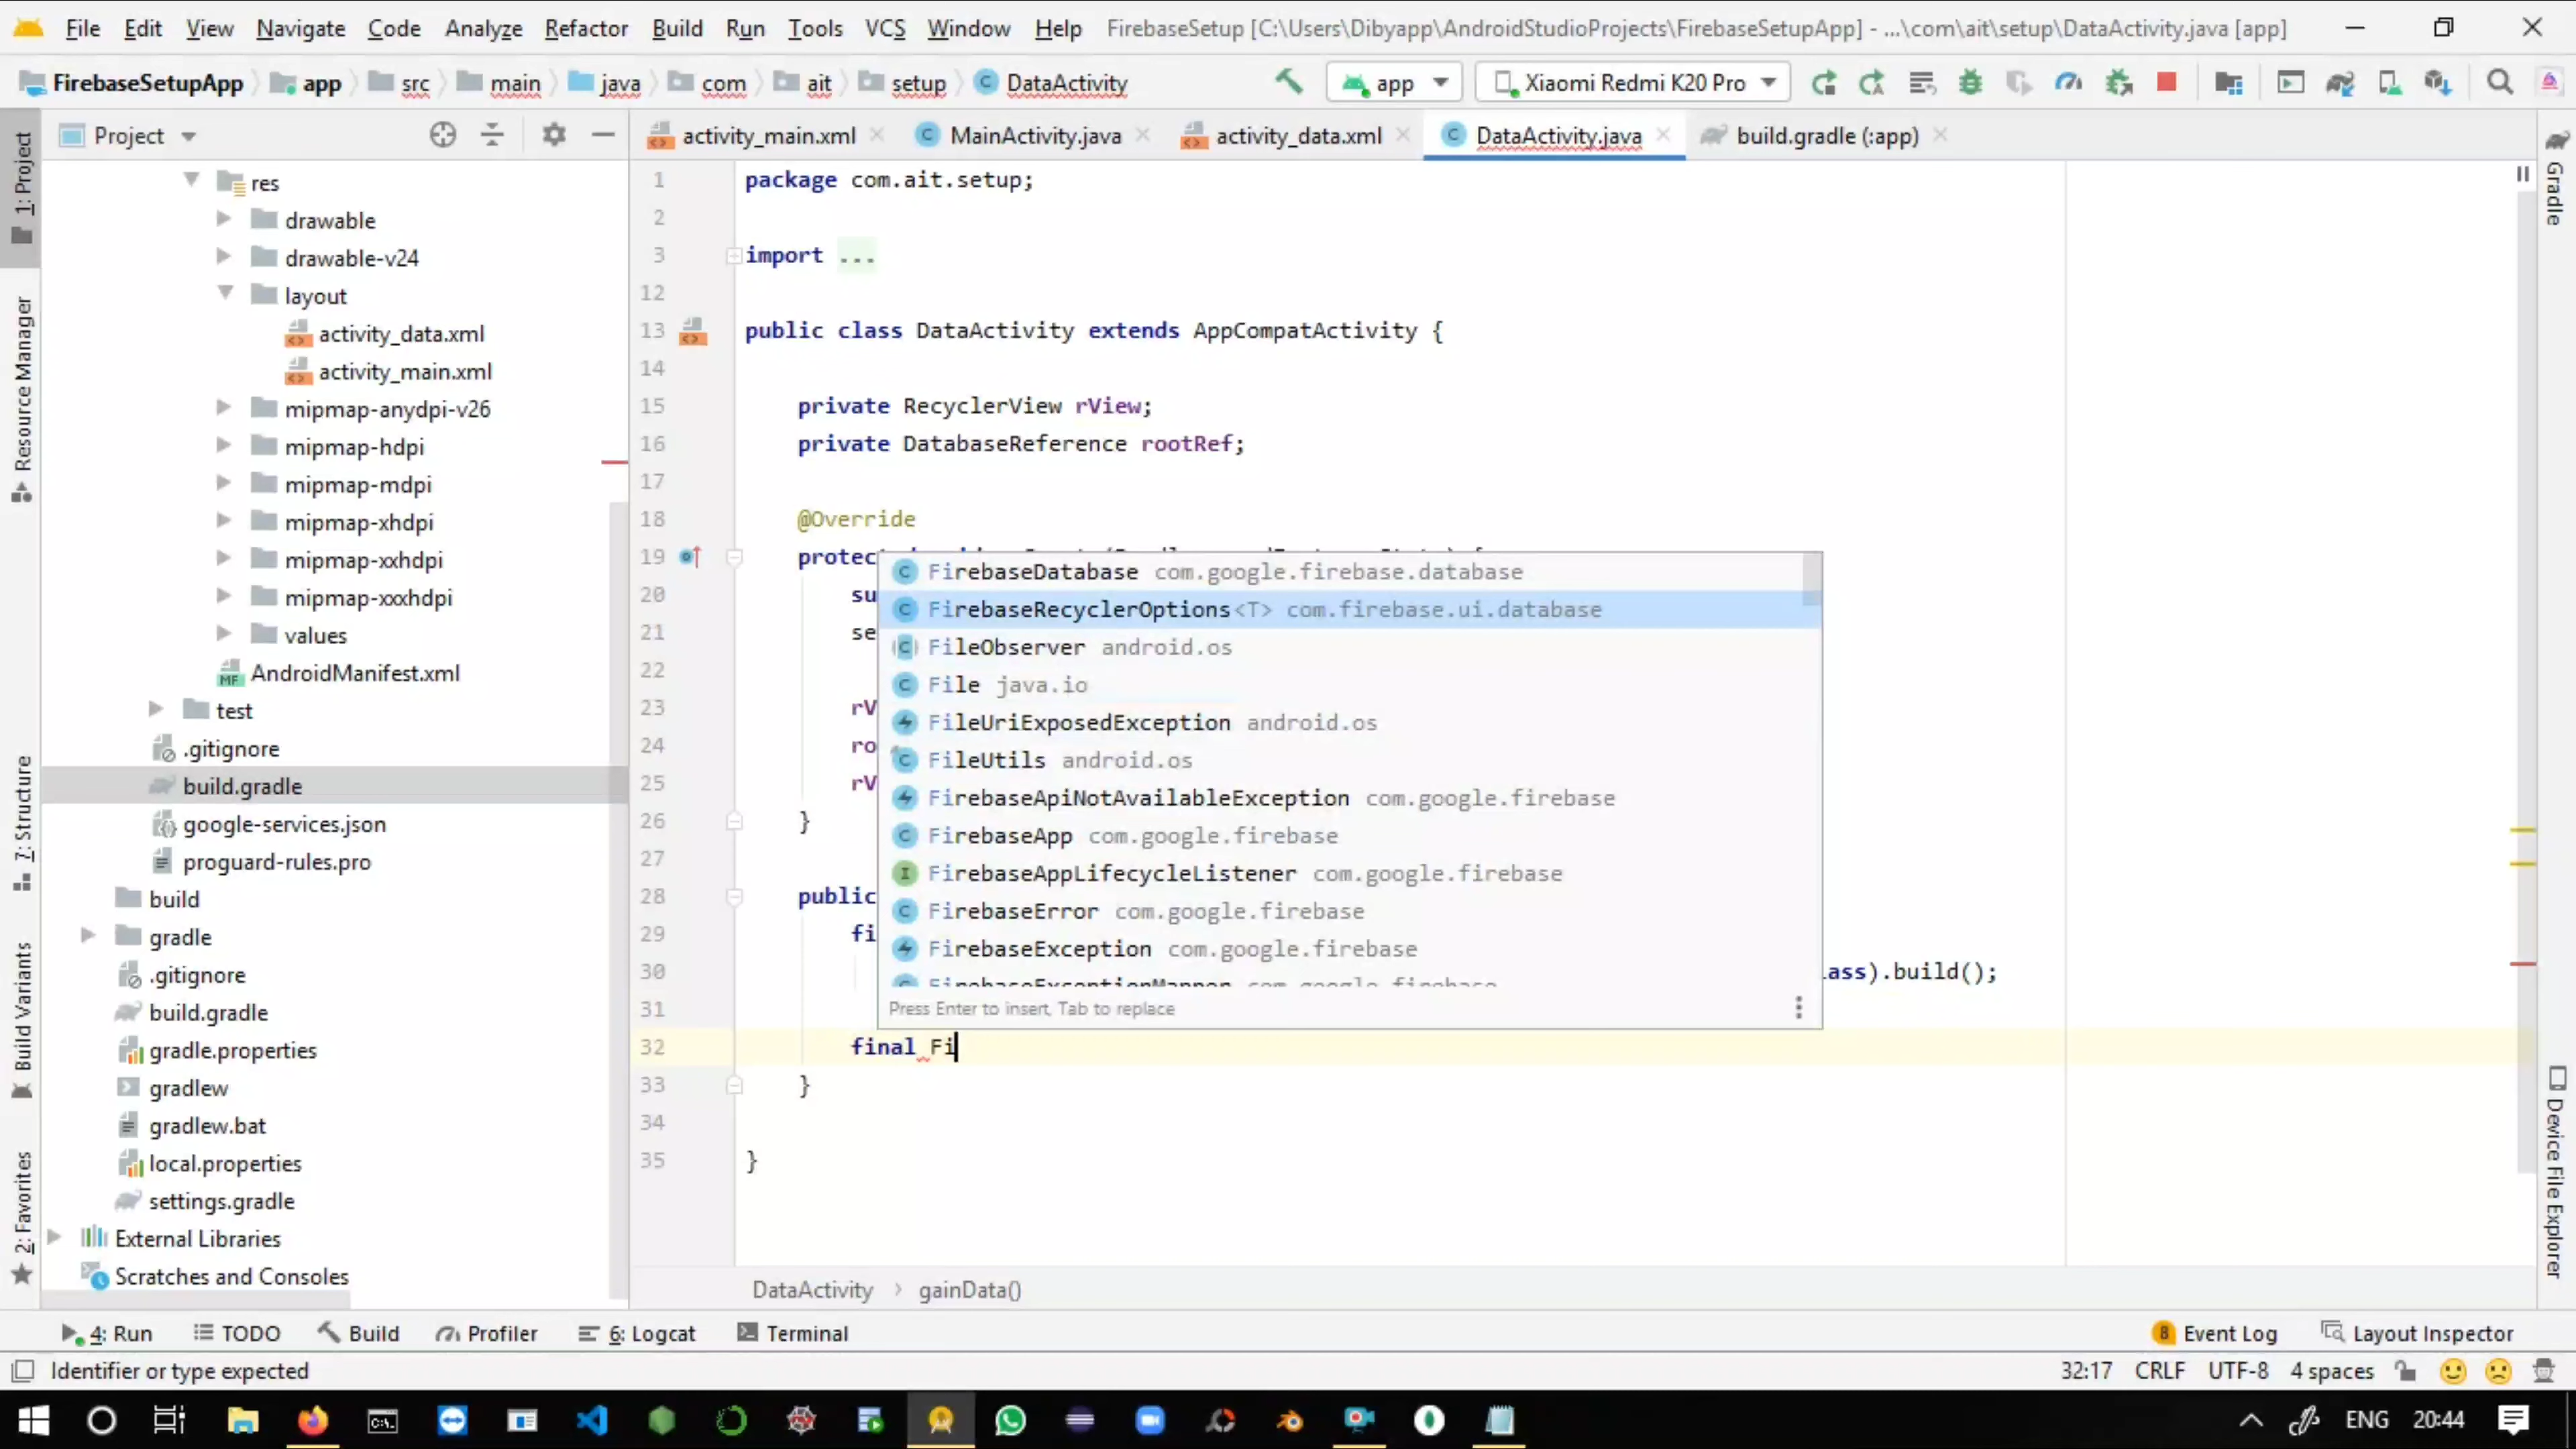 File Edit View Navigate Code Analyze Refactor Build Run Tools VCS Window Help FirebaseSetup [C:\Users\Dibyapp\AndroidStudioProjects\FirebaseSetupApp] - ...\com\ait\setup\DataActivity.java [app]
FirebaseSetupApp app src main java com ait setup DataActivity app Xiaomi Redmi K20 Pro
Project activity_main.xml MainActivity.java activity_data.xml DataActivity.java build.gradle (:app)
1: Project
Resource Manager
7: Structure
Build Variants
2: Favorites
res
drawable
drawable-v24
layout
activity_data.xml
activity_main.xml
mipmap-anydpi-v26
mipmap-hdpi
mipmap-mdpi
mipmap-xhdpi
mipmap-xxhdpi
mipmap-xxxhdpi
values
MF AndroidManifest.xml
test
.gitignore
build.gradle
google-services.json
proguard-rules.pro
build
gradle
.gitignore
build.gradle
gradle.properties
gradlew
gradlew.bat
local.properties
settings.gradle
External Libraries
Scratches and Consoles
1 package com.ait.setup;
2
3 import ...
12
13 public class DataActivity extends AppCompatActivity {
14
15 private RecyclerView rView;
16 private DatabaseReference rootRef;
17
18 @Override
19 protec
20 su
21 se
22
23 rV
24 ro
25 rV
26 }
27
28 public
29 fi
30 ass).build();
31
32 final Fi
33 }
34
35 }
FirebaseDatabase com.google.firebase.database
FirebaseRecyclerOptions<T> com.firebase.ui.database
FileObserver android.os
File java.io
FileUriExposedException android.os
FileUtils android.os
FirebaseApiNotAvailableException com.google.firebase
FirebaseApp com.google.firebase
FirebaseAppLifecycleListener com.google.firebase
FirebaseError com.google.firebase
FirebaseException com.google.firebase
FirebaseExceptionMapper com.google.firebase
Press Enter to insert, Tab to replace
Gradle
Device File Explorer
DataActivity gainData()
4: Run TODO Build Profiler 6: Logcat Terminal 8 Event Log Layout Inspector
Identifier or type expected 32:17 CRLF UTF-8 4 spaces
ENG 20:44